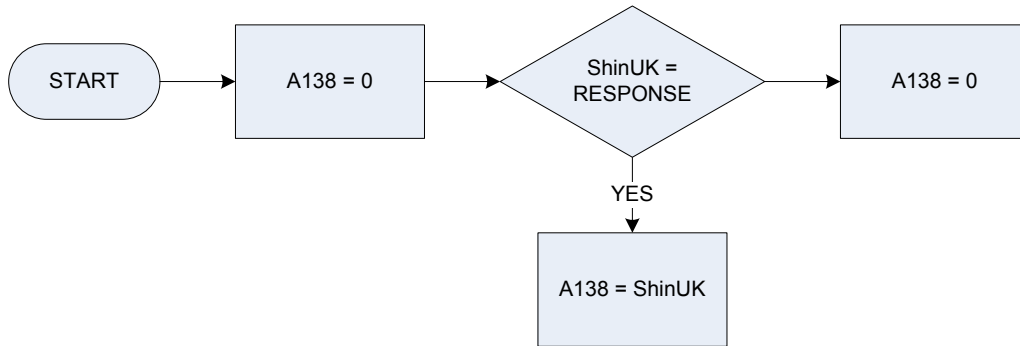 START
A138 = 0
ShinUK =
RESPONSE
A138 = 0
YES
A138 = ShinUK